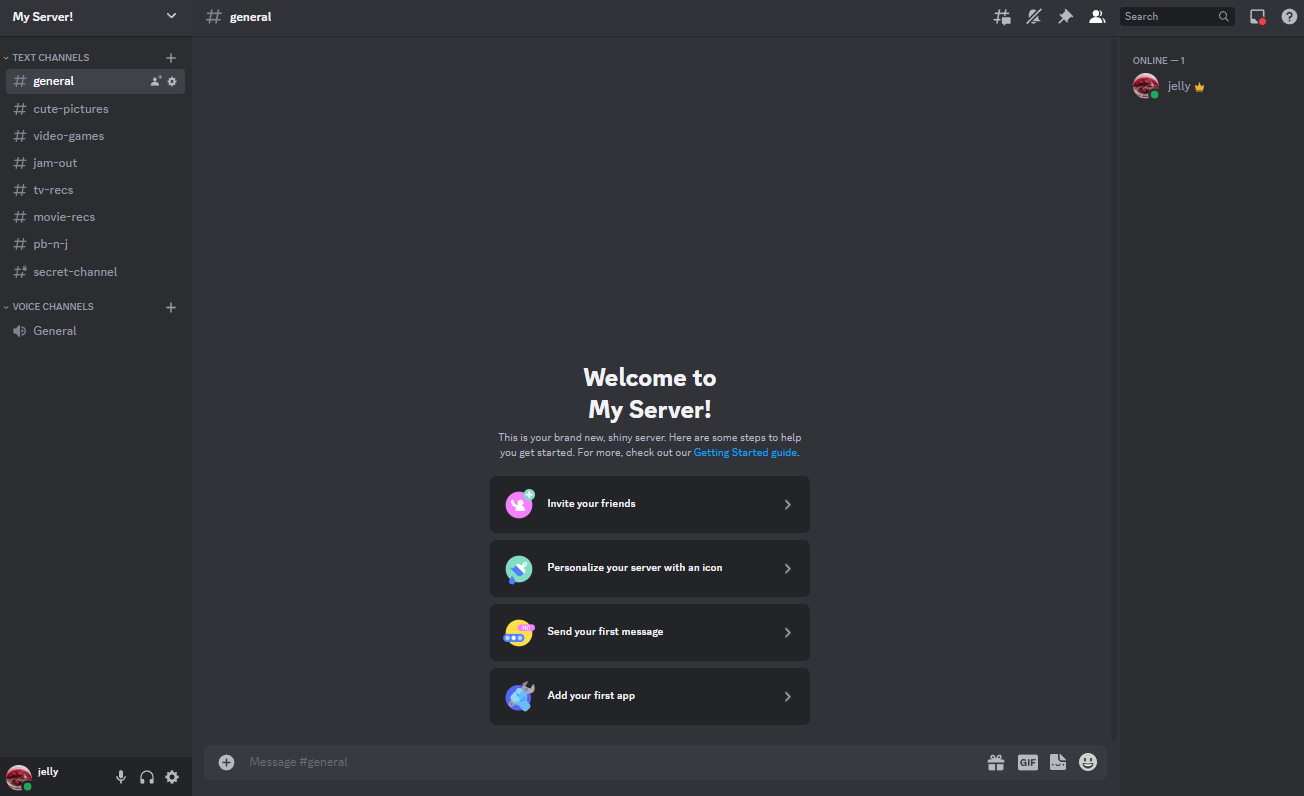 My Server!
general
Search
TEXT CHANNELS
general
cute-pictures
video-games
jam-out
tv-recs
movie-recs
pb-n-j
secret-channel
VOICE CHANNELS
General
Welcome to
My Server!
This is your brand new, shiny server. Here are some steps to help
you get started. For more, check out our Getting Started guide.
Invite your friends
Personalize your server with an icon
Send your first message
Add your first app
Message #general
GIF
ONLINE — 1
jelly
jelly